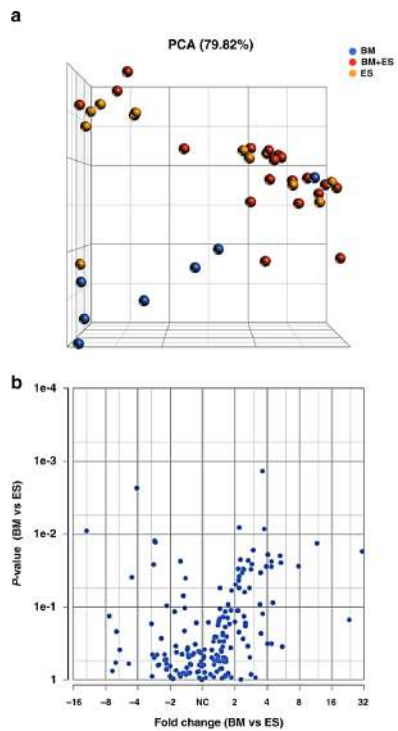 a
PCA (79.82%)
BM
BM+ES
ES
b
1e-4
1e-3
1e-2
1e-1
1
P-value (BM vs ES)
−16 −8 −4 −2 NC 2 4 8 16 32
Fold change (BM vs ES)